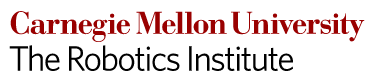 Carnegie Mellon University
The Robotics Institute